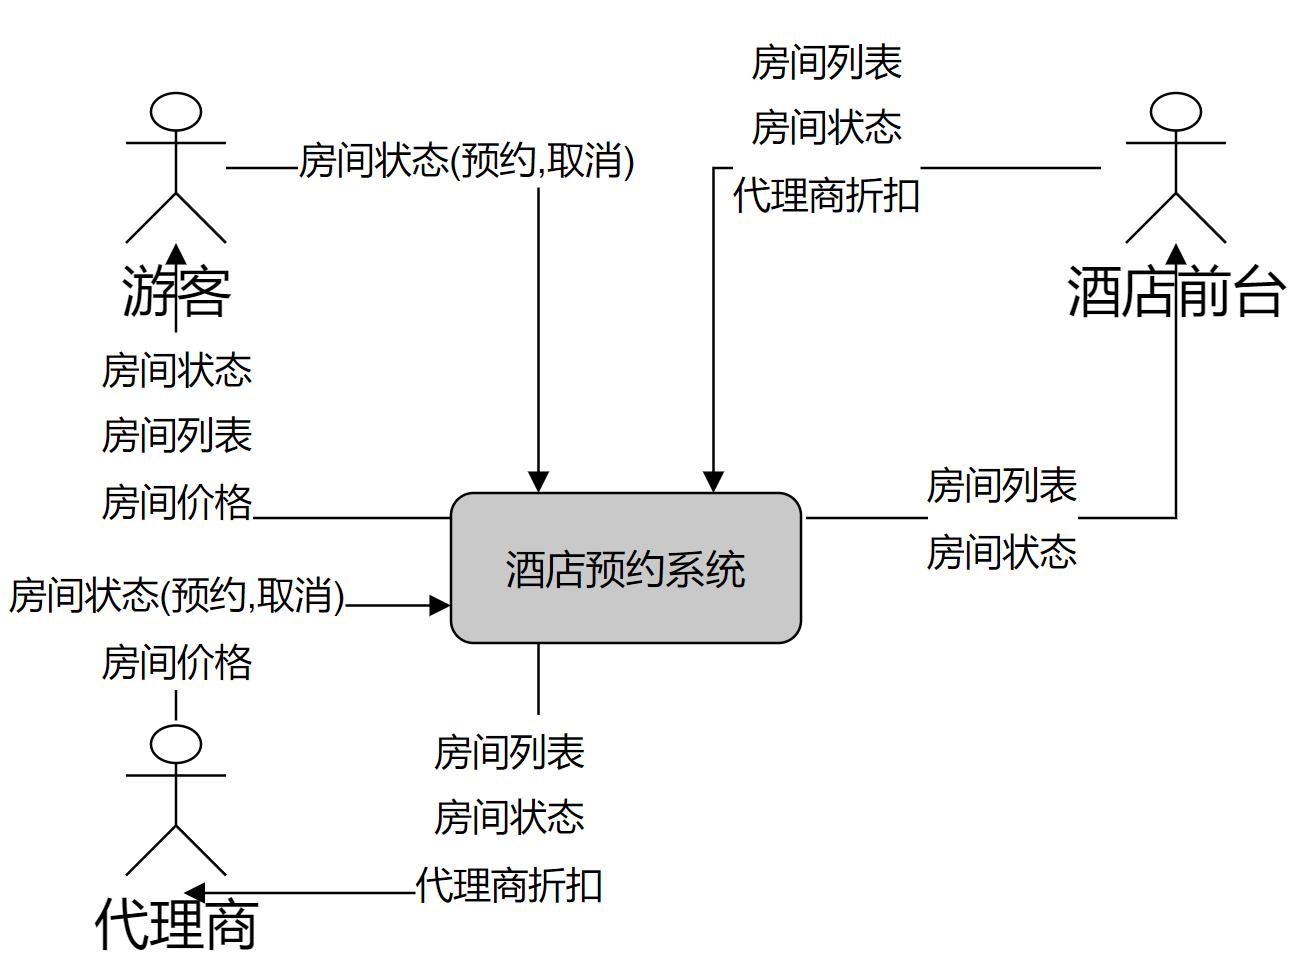 房间列表
房间状态
代理商折扣
房间状态(预约,取消)
游客
酒店前台
房间状态
房间列表
房间价格
房间列表
房间状态
酒店预约系统
房间状态(预约,取消)
房间价格
房间列表
房间状态
代理商折扣
代理商